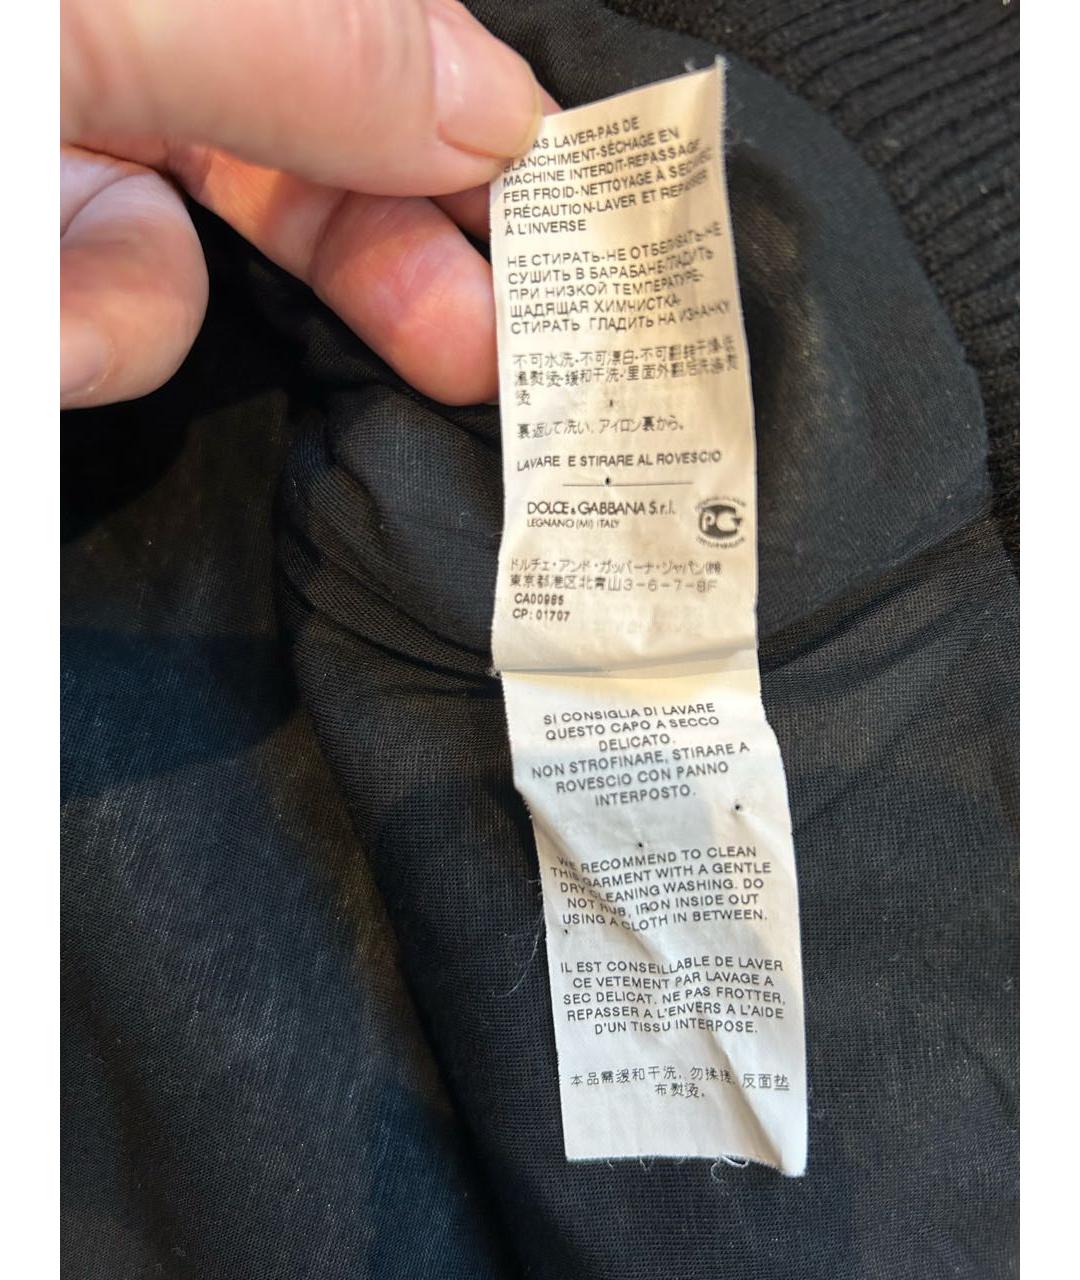 PAS LAVER-PAS DE
BLANCHIMENT-SÉCHAGE EN
MACHINE INTERDIT-REPASSAGE
FER FROID-NETTOYAGE À SEC AVEC
PRÉCAUTION-LAVER ET REPASSER
À L'INVERSE
НЕ СТИРАТЬ-НЕ ОТБЕЛИВАТЬ-НЕ
СУШИТЬ В БАРАБАНЕ-ГЛАДИТЬ
ПРИ НИЗКОЙ ТЕМПЕРАТУРЕ-
ЩАДЯЩАЯ ХИМЧИСТКА-
СТИРАТЬ ГЛАДИТЬ НА ИЗНАНКУ
不可水洗-不可漂白-不可翻转干燥-低
温熨烫-缓和干洗-里面外翻后洗涤熨
烫
裏返して洗い、アイロン裏から。
LAVARE E STIRARE AL ROVESCIO
DOLCE & GABBANA S.r.l.
LEGNANO (MI) ITALY
ドルチェ・アンド・ガッバーナ・ジャパン㈱
東京都港区北青山3-6-7-8F
CA00985
CP: 01707
SI CONSIGLIA DI LAVARE
QUESTO CAPO A SECCO
DELICATO.
NON STROFINARE, STIRARE A
ROVESCIO CON PANNO
INTERPOSTO.
WE RECOMMEND TO CLEAN
THIS GARMENT WITH A GENTLE
DRY CLEANING WASHING. DO
NOT RUB, IRON INSIDE OUT
USING A CLOTH IN BETWEEN.
IL EST CONSEILLABLE DE LAVER
CE VETEMENT PAR LAVAGE A
SEC DELICAT. NE PAS FROTTER,
REPASSER A L'ENVERS A L'AIDE
D'UN TISSU INTERPOSE.
本品需缓和干洗, 勿揉搓, 反面垫
布熨烫。